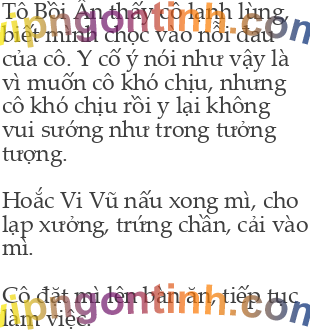 Tô Bồi Ân thấy cô lạnh lùng,
biết mình chọc vào nỗi đau
của cô. Y cố ý nói như vậy là
vì muốn cô khó chịu, nhưng
cô khó chịu rồi y lại không
vui sướng như trong tưởng
tượng.
Hoắc Vi Vũ nấu xong mì, cho
lạp xưởng, trứng chần, cải vào
mì.
Cô đặt mì lên bàn ăn, tiếp tục
làm việc.